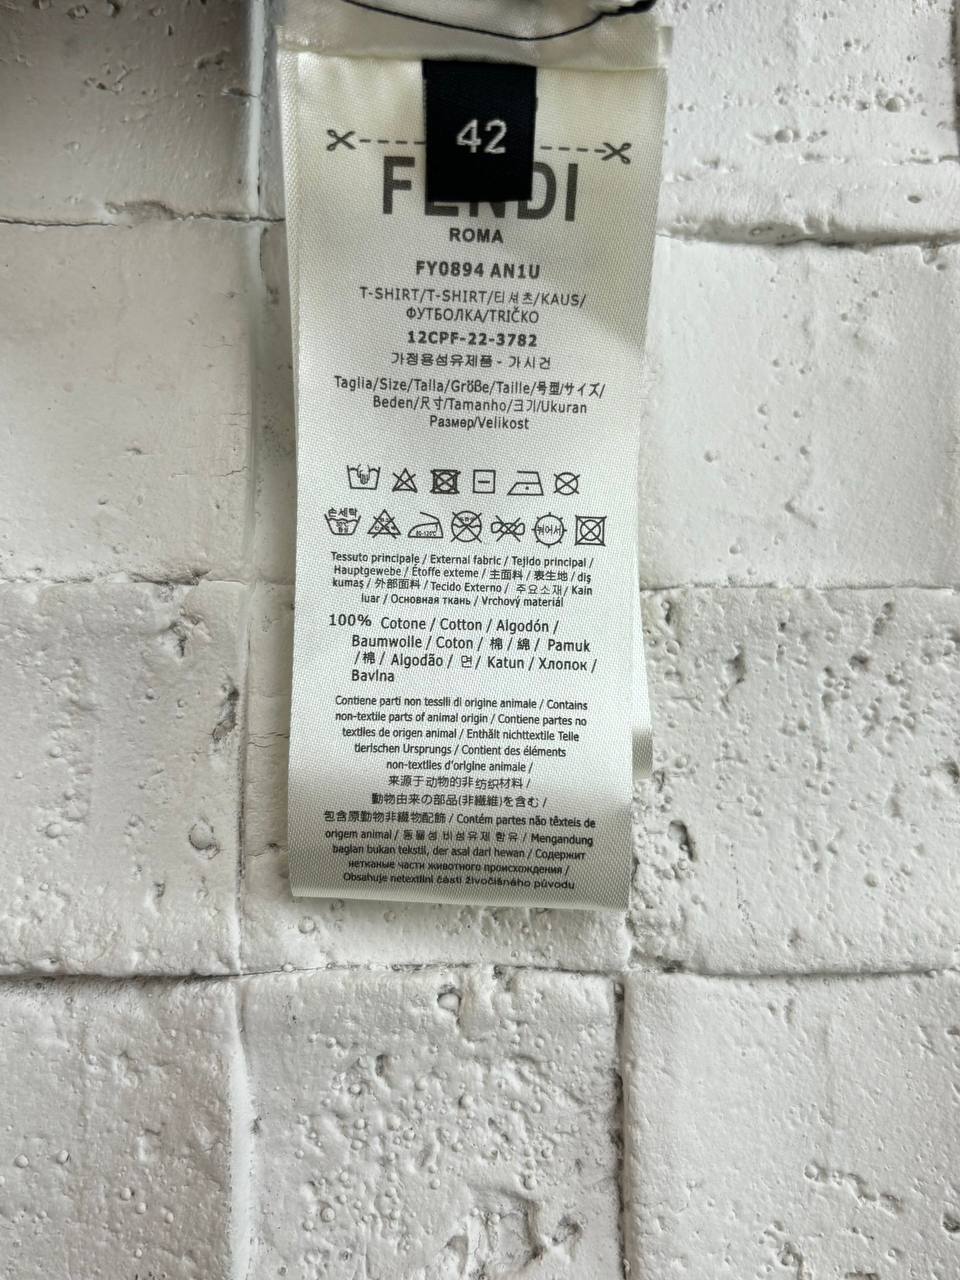 42
FENDI
ROMA
FY0894 AN1U
T-SHIRT/T-SHIRT/티셔츠/KAUS/
ФУТБОЛКА/TRIČKO
12CPF-22-3782
가정용섬유제품 - 가시건
Taglia/Size/Talla/Größe/Taille/号型/サイズ/
Beden/尺寸/Tamanho/크기/Ukuran
Размер/Velikost
손세탁
80-120℃
뉘어서
Tessuto principale / External fabric / Tejido principal /
Hauptgewebe / Étoffe exteme / 主面料 / 表生地 / dış
kumaş / 外部面料 / Tecido Externo / 주요소재 / Kain
luar / Основная ткань / Vrchový materiál
100% Cotone / Cotton / Algodón /
Baumwolle / Coton / 棉 / 綿 / Pamuk
/ 棉 / Algodão / 면 / Katun / Хлопок /
Bavlna
Contiene parti non tessili di origine animale / Contains
non-textile parts of animal origin / Contiene partes no
textiles de origen animal / Enthält nichttextile Teile
tierischen Ursprungs / Contient des éléments
non-textiles d'origine animale /
来源于动物的非纺织材料 /
動物由来の部品(非繊維)を含む /
包含原動物非織物配飾 / Contém partes não têxteis de
origem animal / 동물성 비섬유제 함유 / Mengandung
bagian bukan tekstil, der asal dari hewan / Содержит
нетканые части животного происхождения /
Obsahuje netextilní části živočišného původu